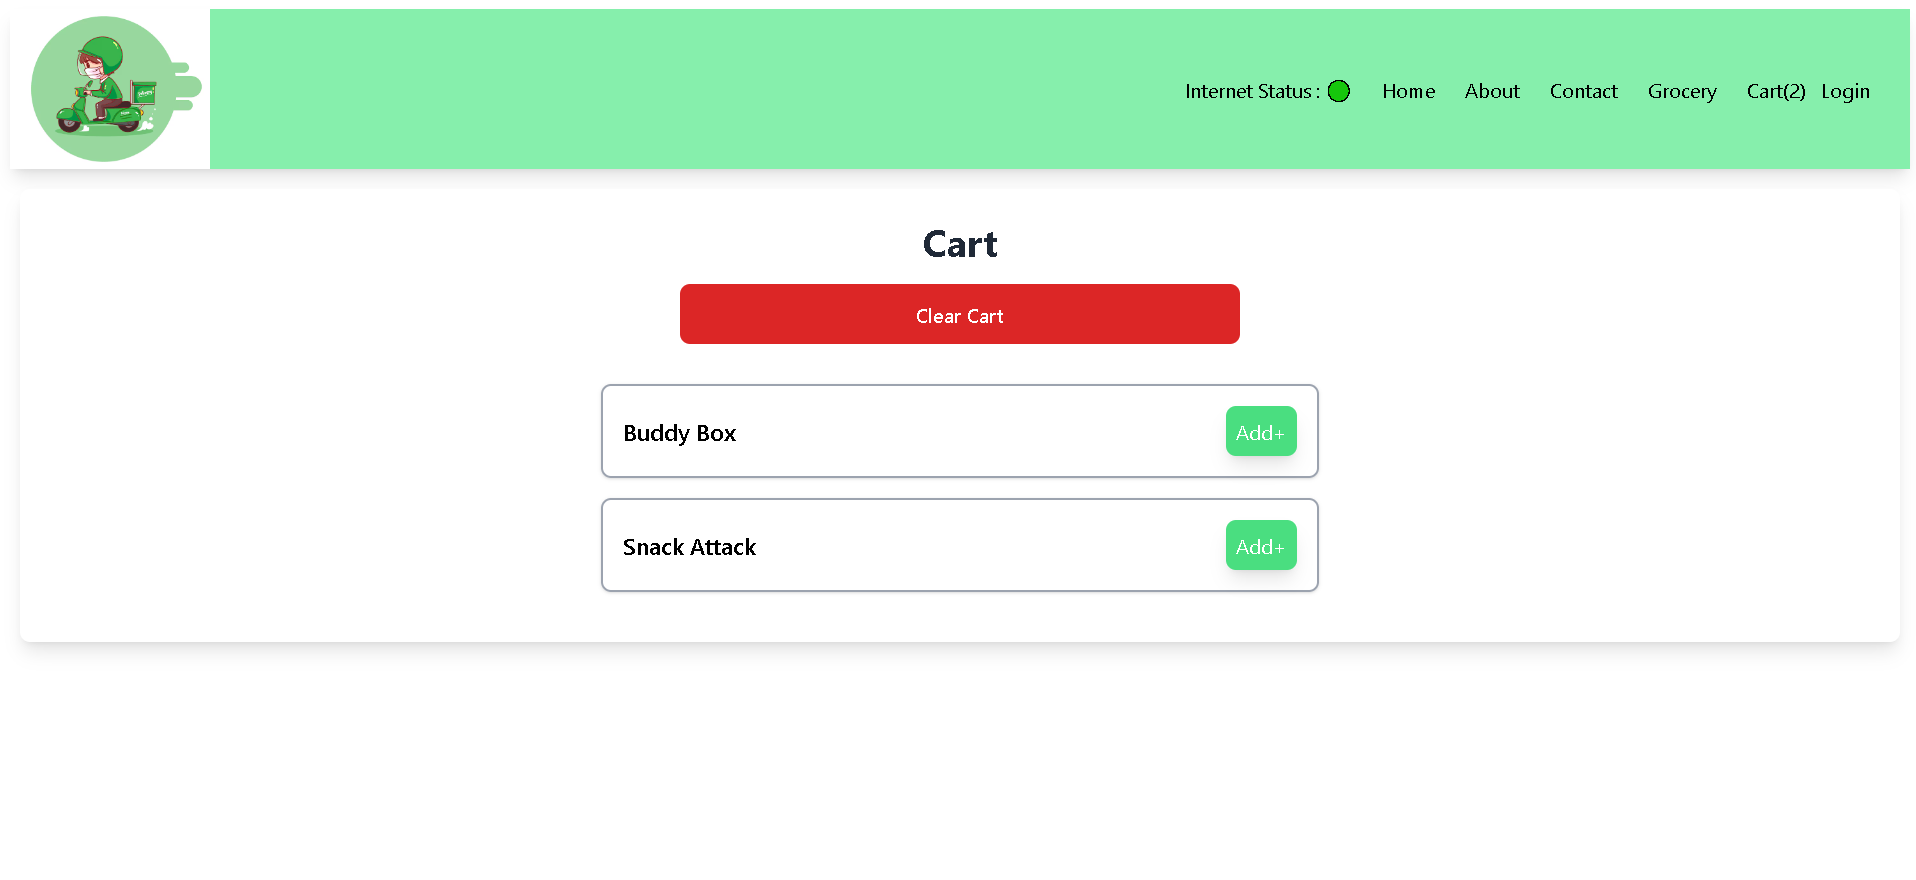 Internet Status : Home About Contact Grocery Cart(2) Login
Cart
Clear Cart
Buddy Box Add+
Snack Attack Add+